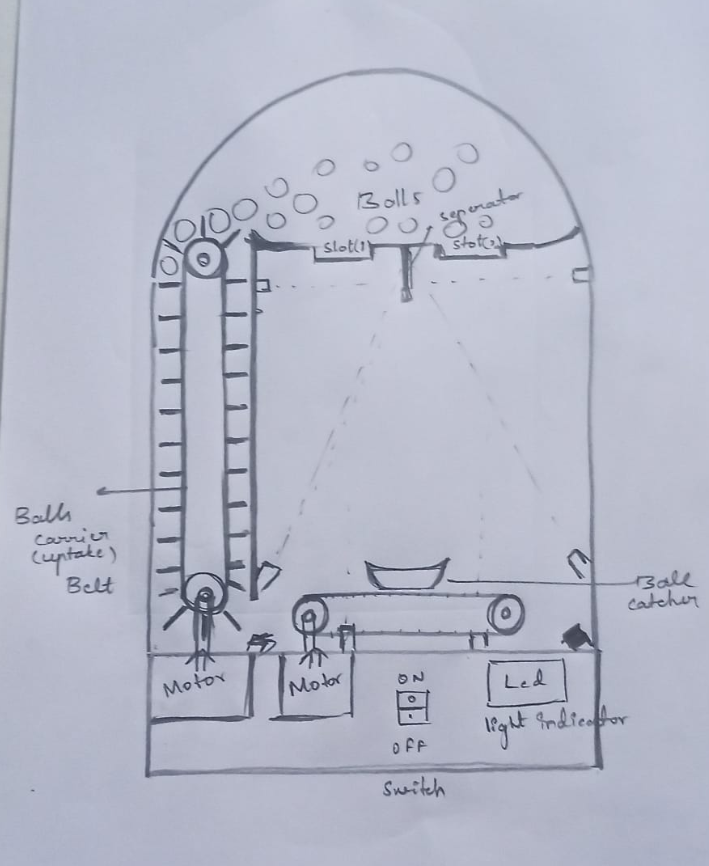 Balls
seperator
Slot(1)
Slot(2)
Balls
carrier
(uptake)
Belt
Ball
catcher
Motor
Motor
ON
OFF
Led
light indicator
Switch